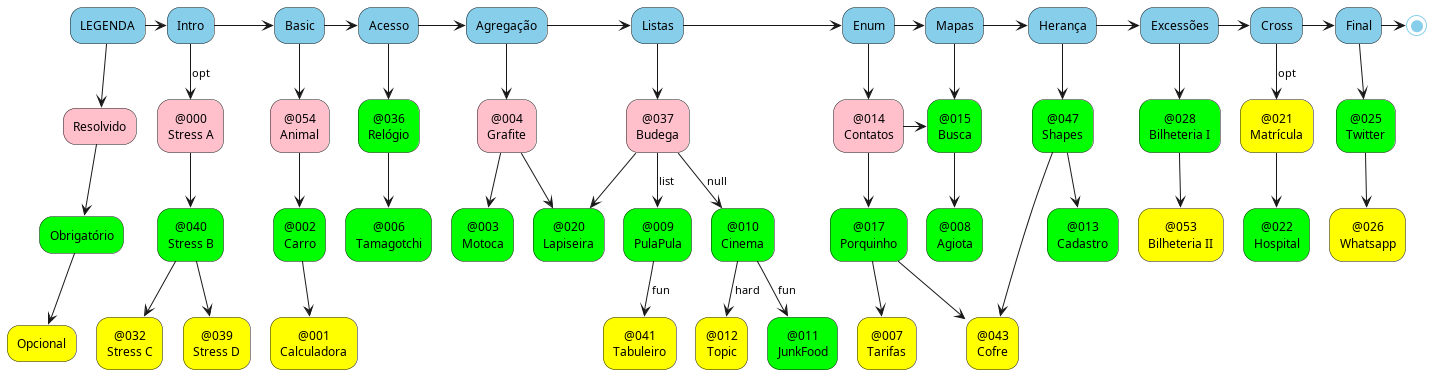 LEGENDA
Intro
Basic
Acesso
Agregação
Listas
Enum
Mapas
Herança
Excessões
Cross
Final
opt
opt
Resolvido
@000
Stress A
@054
Animal
@036
Relógio
@004
Grafite
@037
Budega
@014
Contatos
@015
Busca
@047
Shapes
@028
Bilheteria I
@021
Matrícula
@025
Twitter
list
null
Obrigatório
@040
Stress B
@002
Carro
@006
Tamagotchi
@003
Motoca
@020
Lapiseira
@009
PulaPula
@010
Cinema
@017
Porquinho
@008
Agiota
@013
Cadastro
@053
Bilheteria II
@022
Hospital
@026
Whatsapp
fun
hard
fun
Opcional
@032
Stress C
@039
Stress D
@001
Calculadora
@041
Tabuleiro
@012
Topic
@011
JunkFood
@007
Tarifas
@043
Cofre